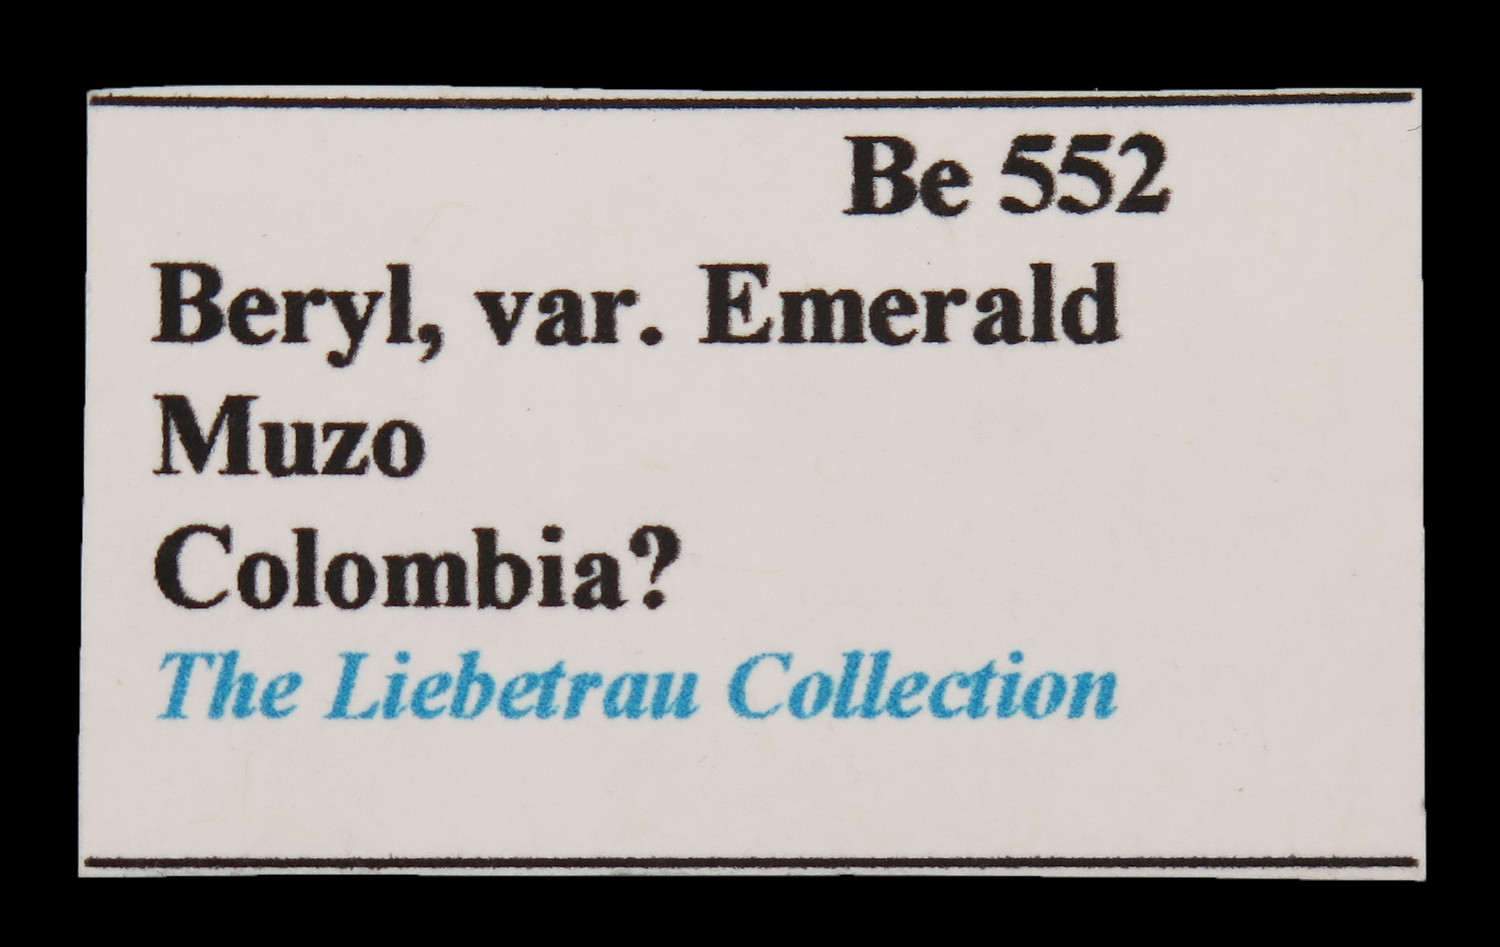 Be 552
Beryl, var. Emerald
Muzo
Colombia?
The Liebetrau Collection